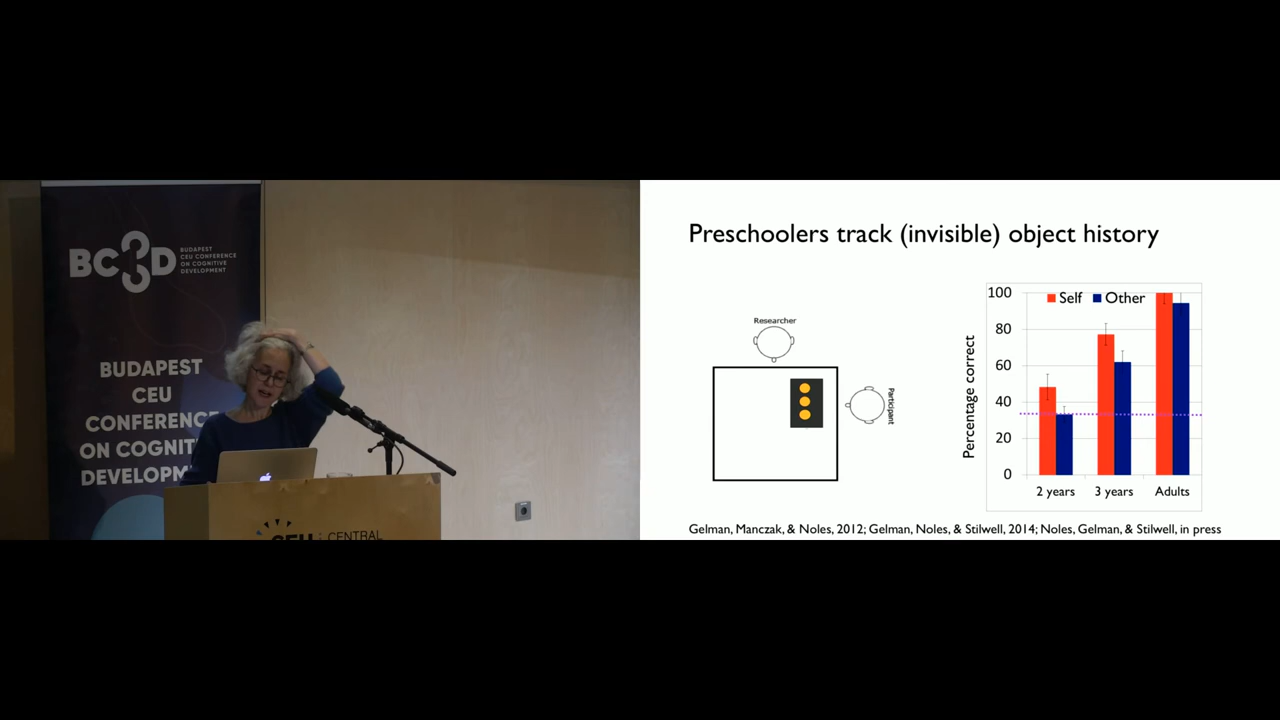 BC3D
BUDAPEST
CEU CONFERENCE
ON COGNITIVE
DEVELOPMENT
BUDAPEST
CEU
CONFERENCE
ON COGNIT
DEVELOPM
CEU
CENTRAL
Preschoolers track (invisible) object history
Researcher
Participant
Percentage correct
Self
Other
100
80
60
40
20
0
2 years
3 years
Adults
Gelman, Manczak, & Noles, 2012; Gelman, Noles, & Stilwell, 2014; Noles, Gelman, & Stilwell, in press